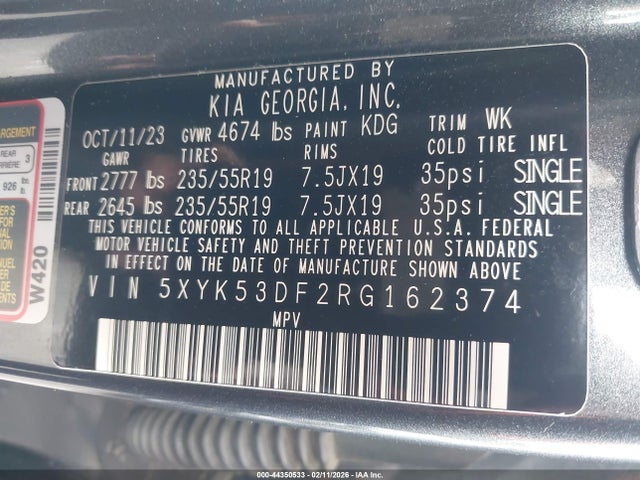 MANUFACTURED BY
KIA GEORGIA, INC.
OCT/11/23 GVWR 4674 lbs PAINT KDG TRIM WK
GAWR TIRES RIMS COLD TIRE INFL
FRONT 2777 lbs 235/55R19 7.5JX19 35psi SINGLE
REAR 2645 lbs 235/55R19 7.5JX19 35psi SINGLE
THIS VEHICLE CONFORMS TO ALL APPLICABLE U.S.A. FEDERAL
MOTOR VEHICLE SAFETY AND THEFT PREVENTION STANDARDS
IN EFFECT ON THE DATE OF MANUFACTURE SHOWN ABOVE
VIN 5XYK53DF2RG162374
MPV
REAR 3
926
W420
000-44350533 - 02/11/2026 - IAA Inc.